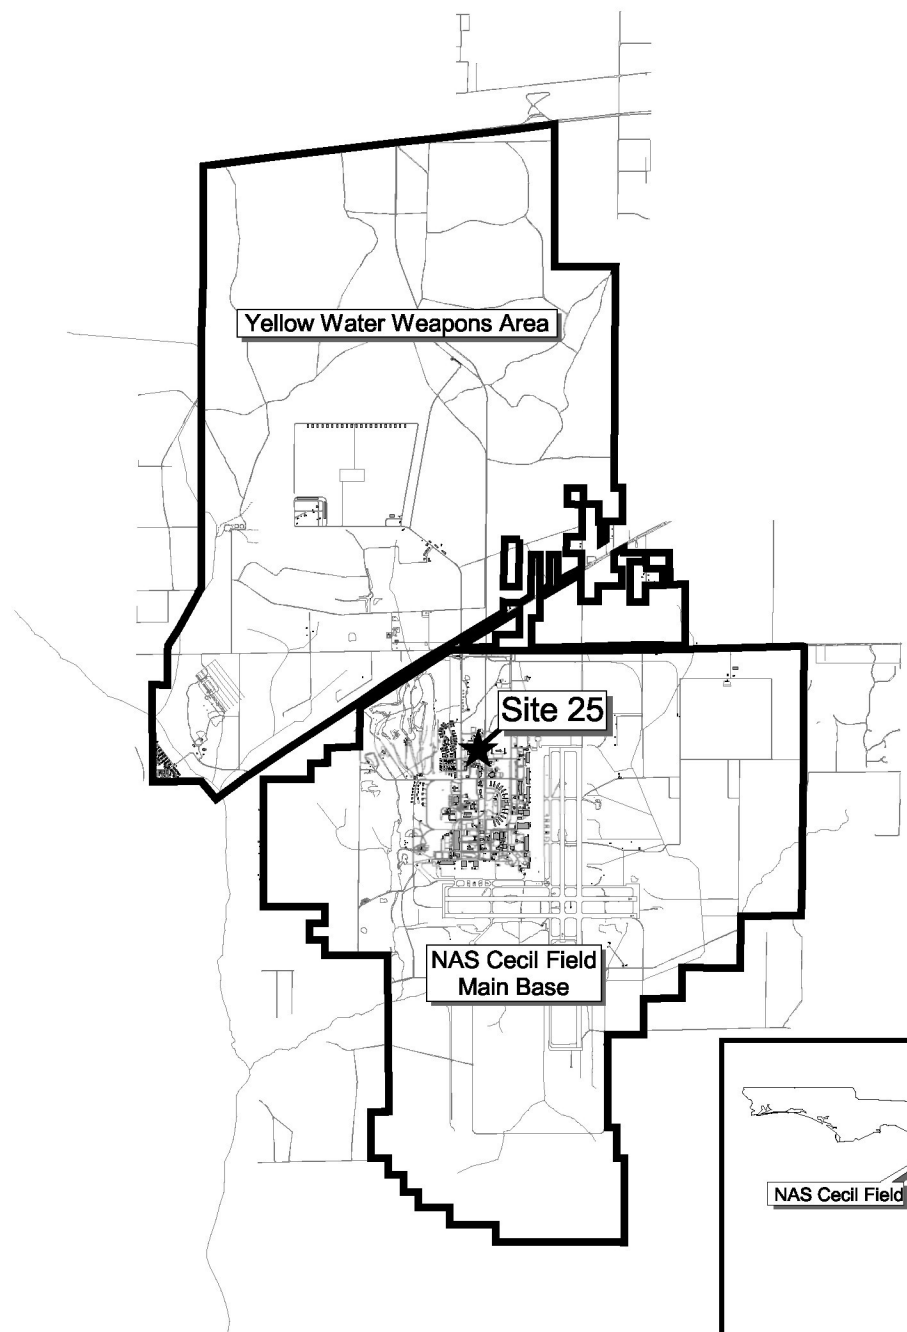 Yellow Water Weapons Area
Site 25
NAS Cecil Field
Main Base
NAS Cecil Field